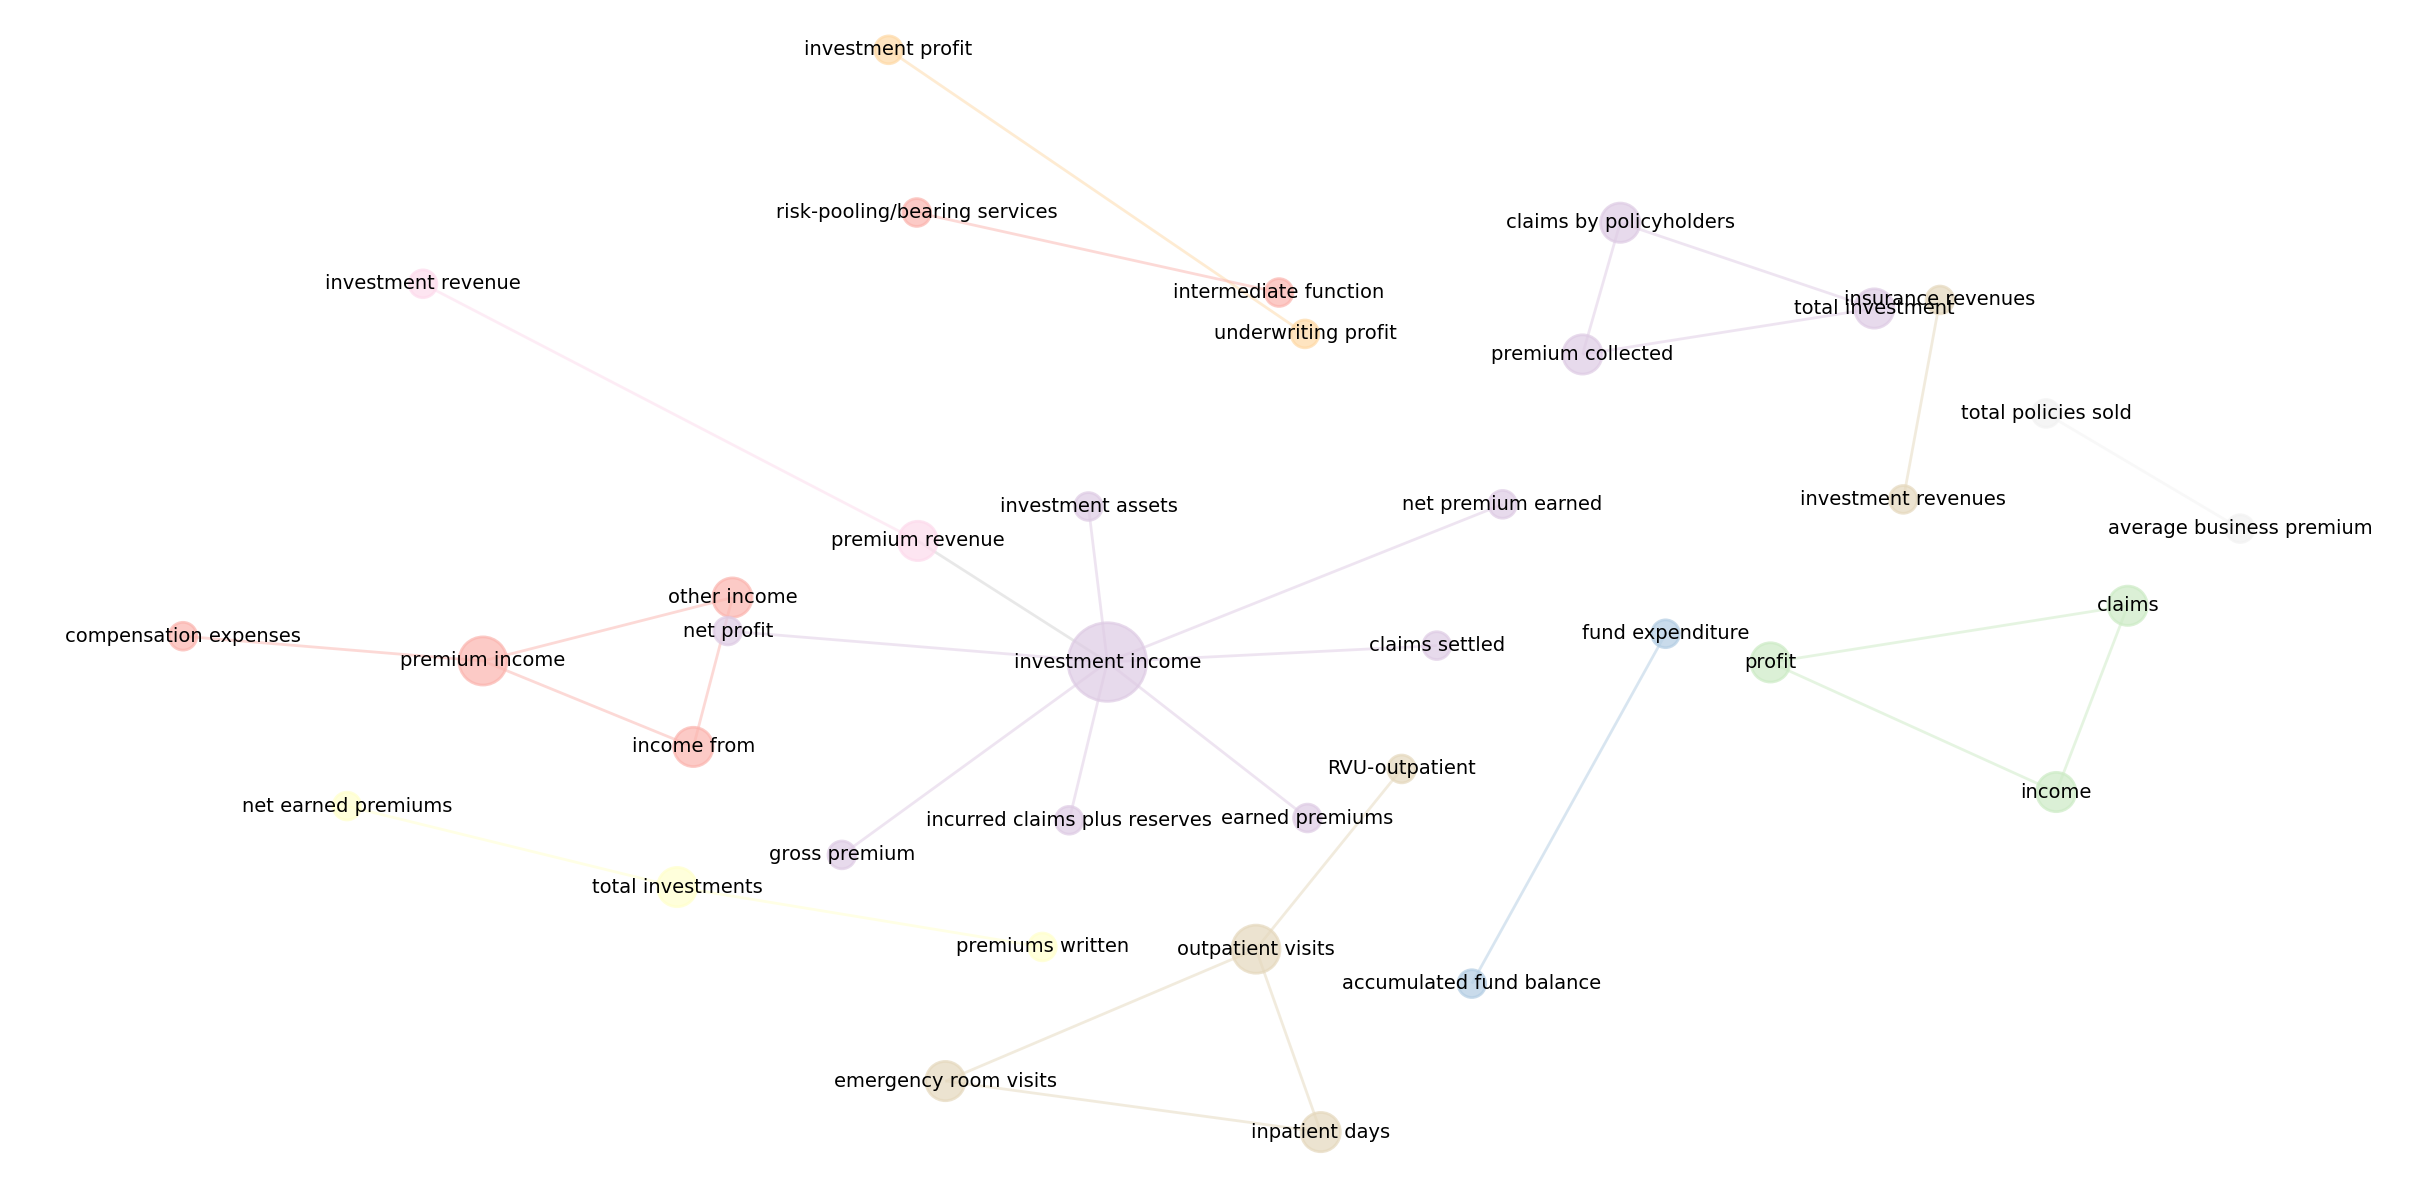 investment profit
risk-pooling/bearing services
claims by policyholders
investment revenue
intermediate function
insurance revenues
total investment
underwriting profit
premium collected
total policies sold
investment revenues
net premium earned
investment assets
average business premium
premium revenue
other income
claims
net profit
fund expenditure
compensation expenses
claims settled
premium income
investment income
profit
income from
RVU-outpatient
income
net earned premiums
earned premiums
incurred claims plus reserves
gross premium
total investments
premiums written
outpatient visits
accumulated fund balance
emergency room visits
inpatient days